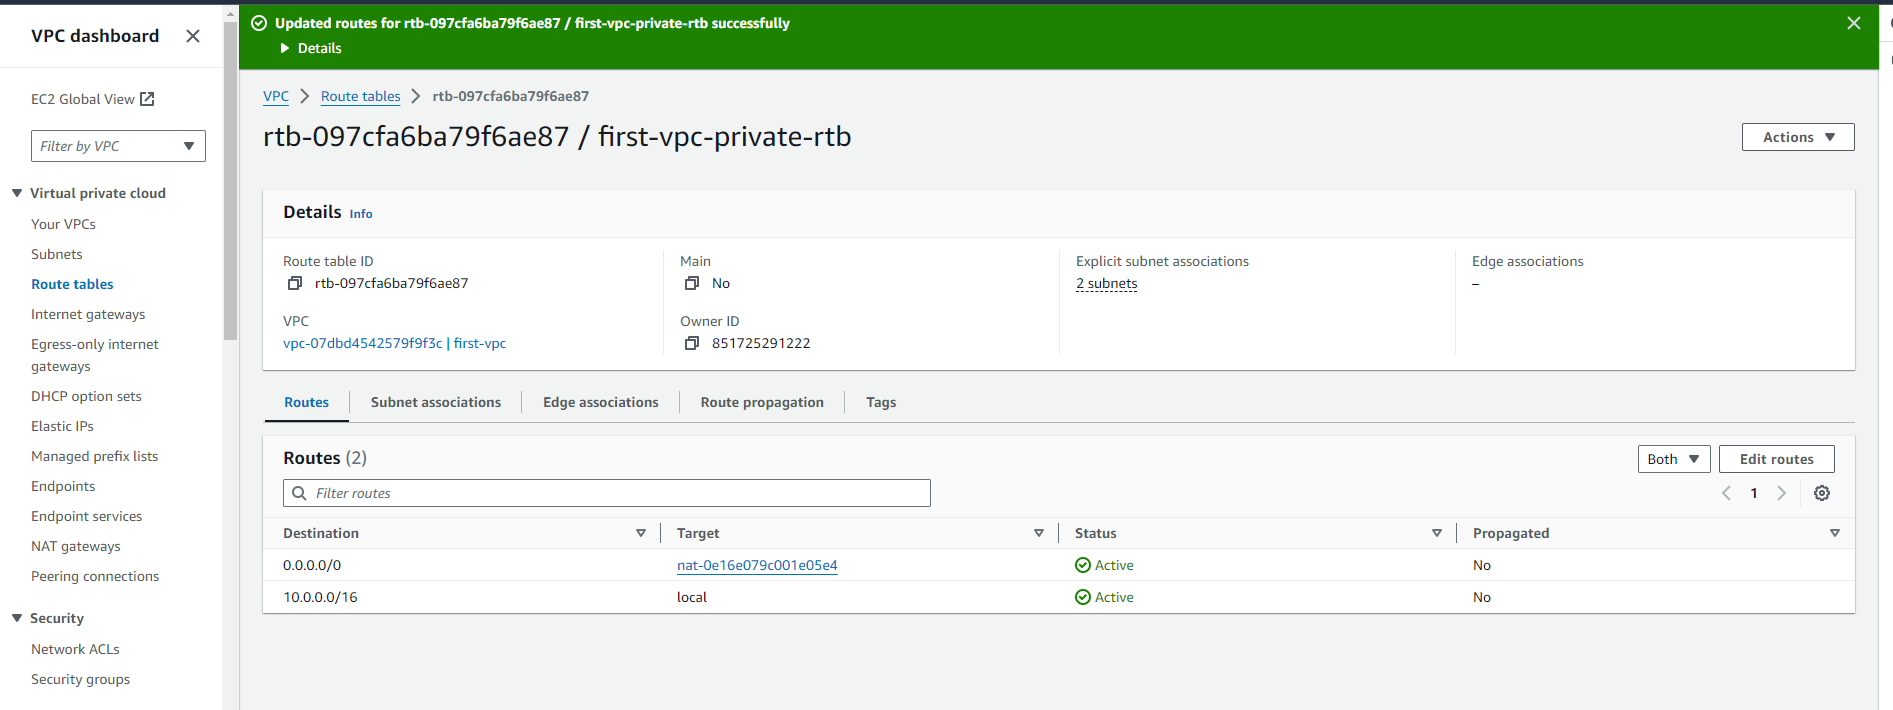 VPC dashboard
EC2 Global View
Filter by VPC
Virtual private cloud
Your VPCs
Subnets
Route tables
Internet gateways
Egress-only internet
gateways
DHCP option sets
Elastic IPs
Managed prefix lists
Endpoints
Endpoint services
NAT gateways
Peering connections
Security
Network ACLs
Security groups
Updated routes for rtb-097cfa6ba79f6ae87 / first-vpc-private-rtb successfully
Details
VPC Route tables rtb-097cfa6ba79f6ae87
rtb-097cfa6ba79f6ae87 / first-vpc-private-rtb
Actions
Details Info
Route table ID
rtb-097cfa6ba79f6ae87
Main
No
Explicit subnet associations
2 subnets
Edge associations
–
VPC
vpc-07dbd4542579f9f3c | first-vpc
Owner ID
851725291222
Routes Subnet associations Edge associations Route propagation Tags
Routes (2)
Both Edit routes
Filter routes
1
Destination Target Status Propagated
0.0.0.0/0 nat-0e16e079c001e05e4 Active No
10.0.0.0/16 local Active No